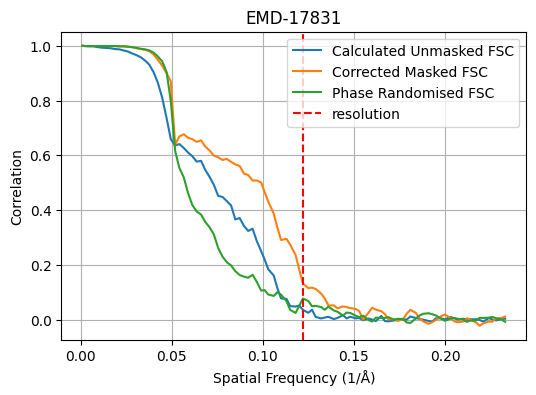 EMD-17831
1.0
0.8
0.6
0.4
0.2
0.0
Correlation
Calculated Unmasked FSC
Corrected Masked FSC
Phase Randomised FSC
resolution
0.00 0.05 0.10 0.15 0.20
Spatial Frequency (1/Å)